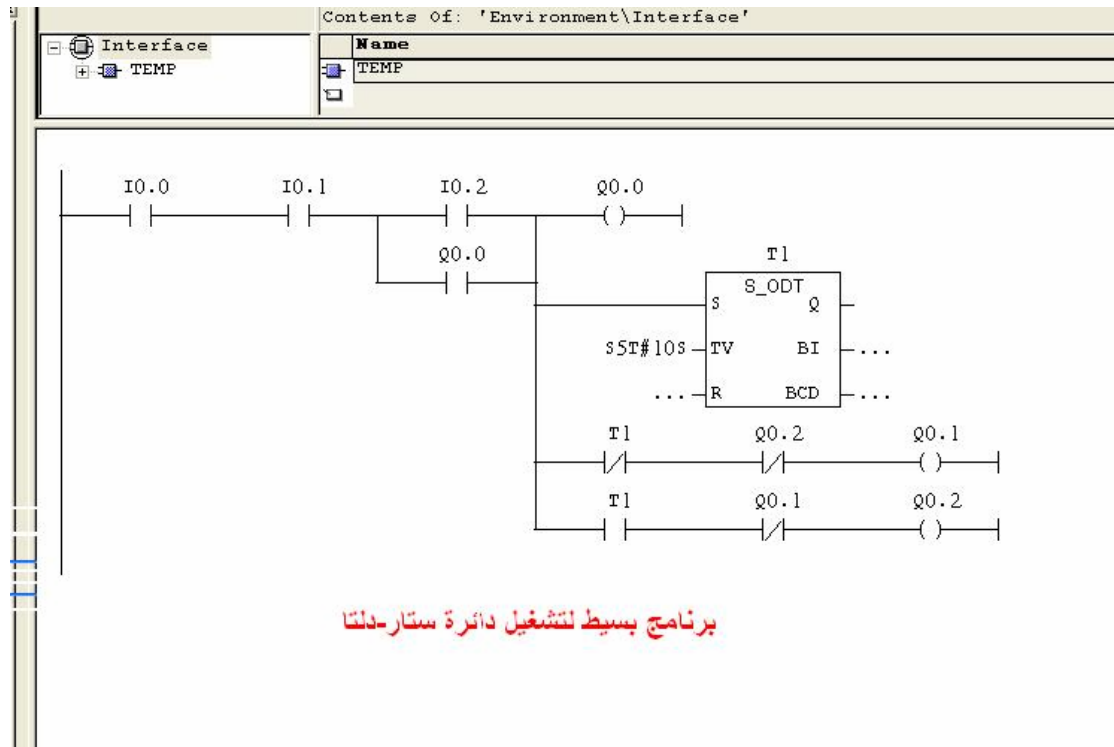 Contents Of: 'Environment\Interface'
Interface
Name
TEMP
TEMP
I0.0 I0.1 I0.2 Q0.0
Q0.0
T1
S_ODT
S Q
S5T#10S TV BI ...
... R BCD ...
T1 Q0.2 Q0.1
T1 Q0.1 Q0.2
برنامج بسيط لتشغيل دائرة ستار-دلتا